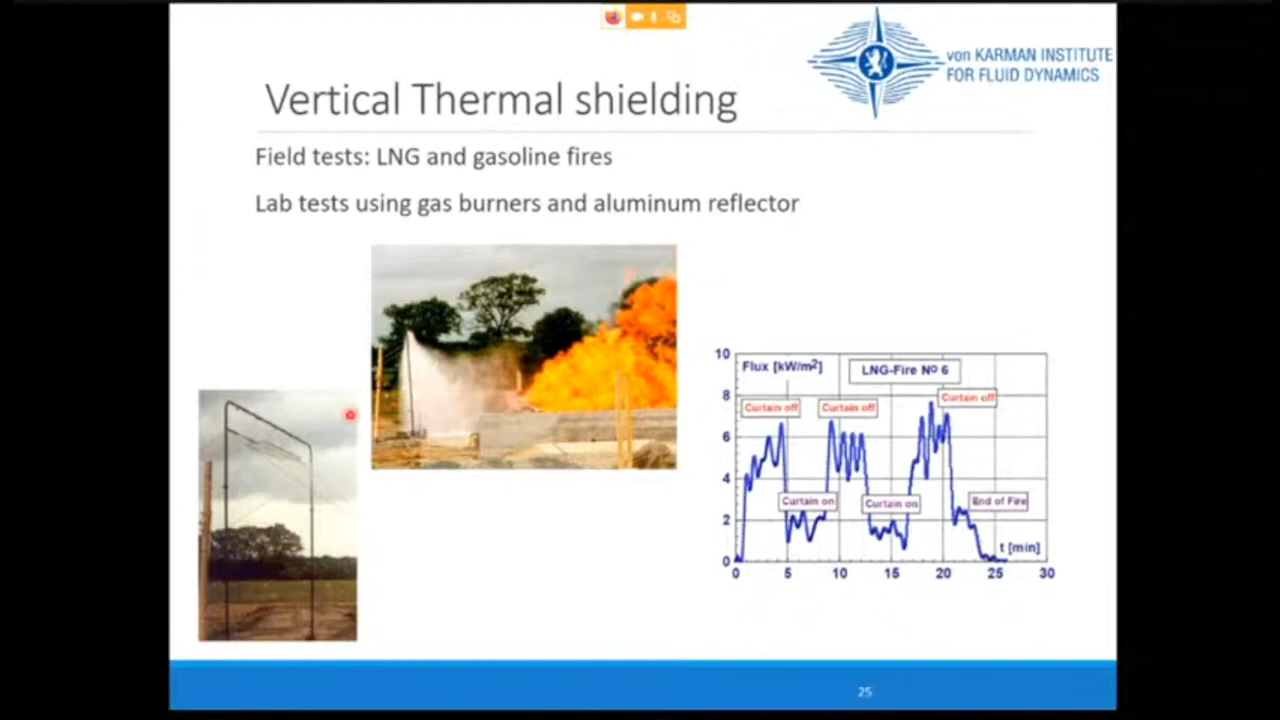 von KARMAN INSTITUTE
FOR FLUID DYNAMICS
Vertical Thermal shielding
Field tests: LNG and gasoline fires
Lab tests using gas burners and aluminum reflector
10
Flux [kW/m²]
LNG-Fire Nº 6
8
Curtain off
Curtain off
Curtain off
6
4
Curtain on
Curtain on
End of Fire
2
t [min]
0
0 5 10 15 20 25 30
25